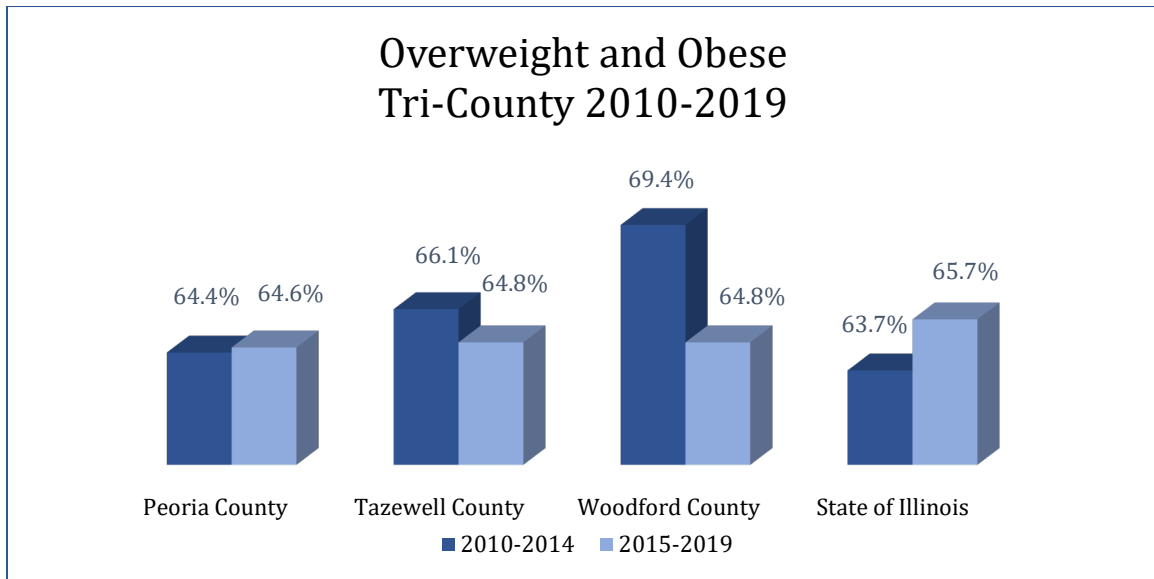 Overweight and Obese
Tri-County 2010-2019
69.4%
66.1%
64.4%
64.6%
64.8%
64.8%
63.7%
65.7%
Peoria County
Tazewell County
Woodford County
State of Illinois
2010-2014
2015-2019